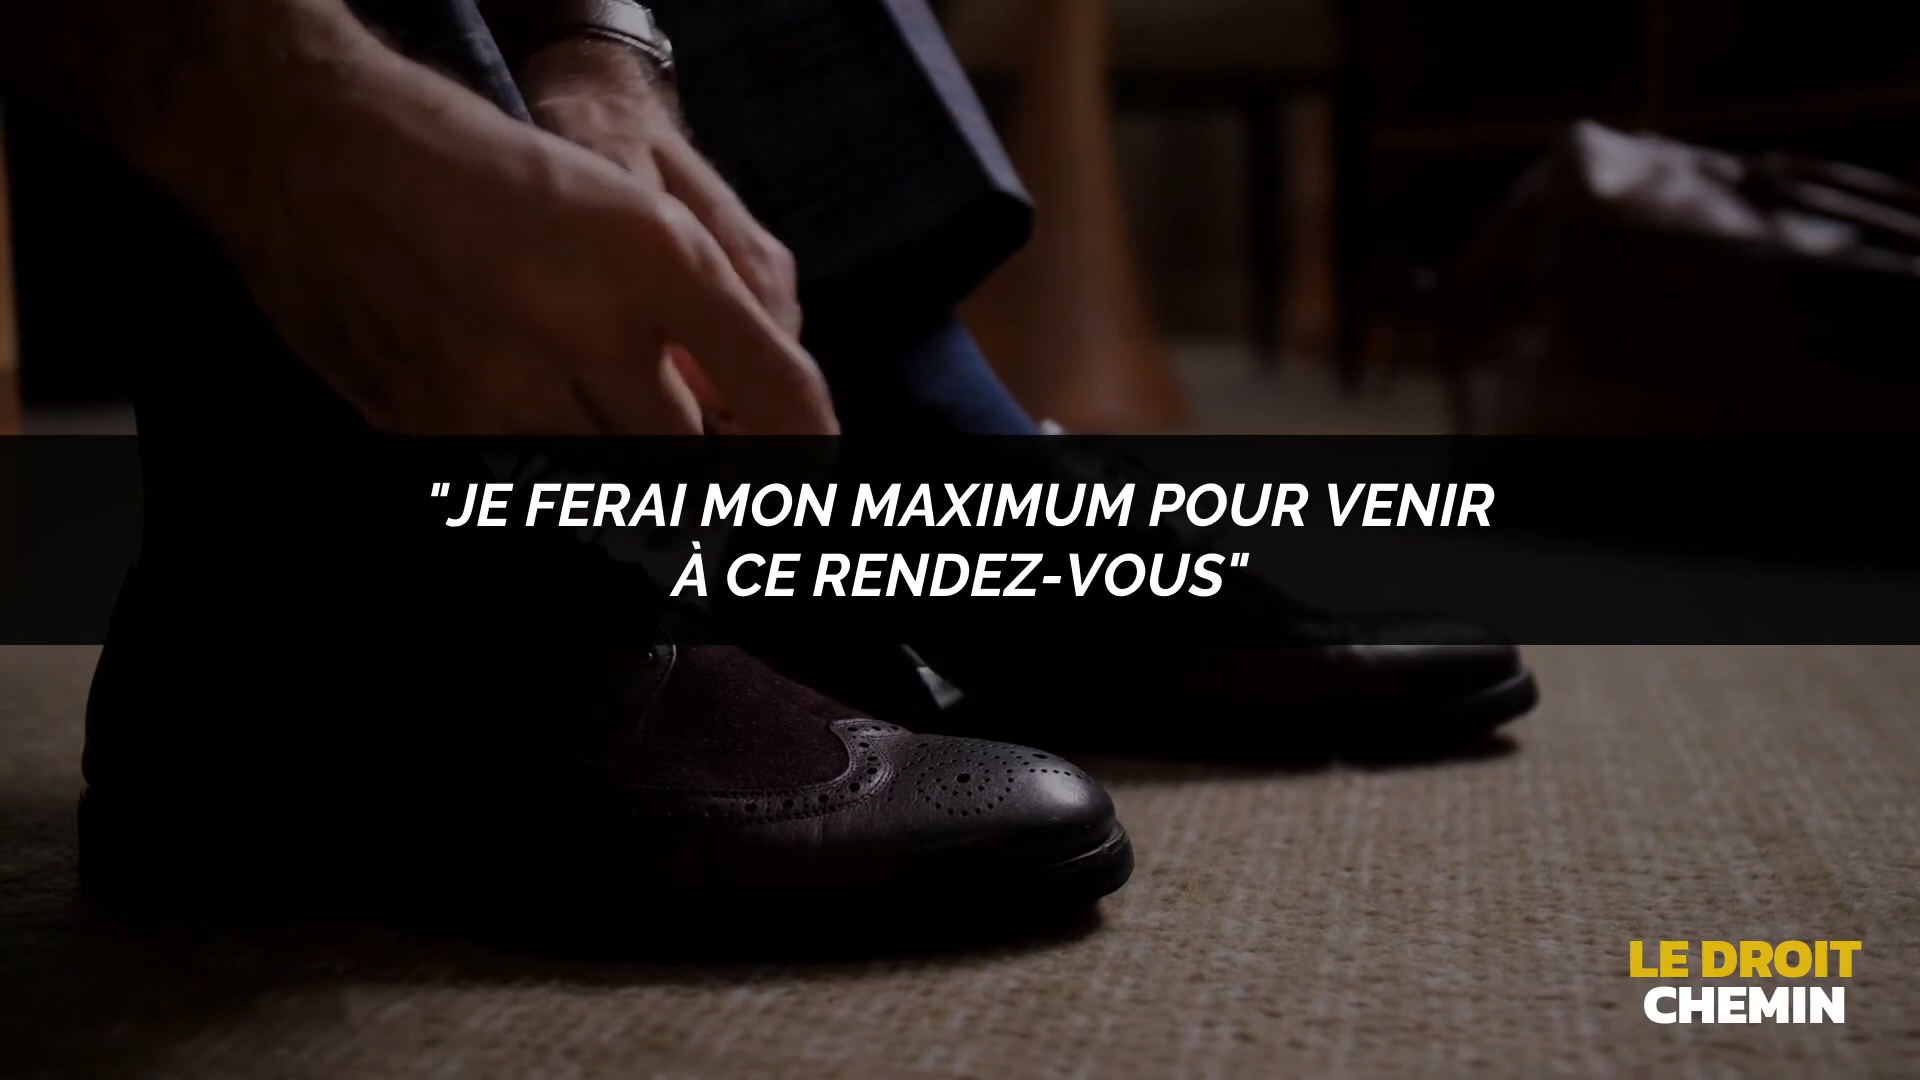 "JE FERAI MON MAXIMUM POUR VENIR
À CE RENDEZ-VOUS"
LE DROIT
CHEMIN